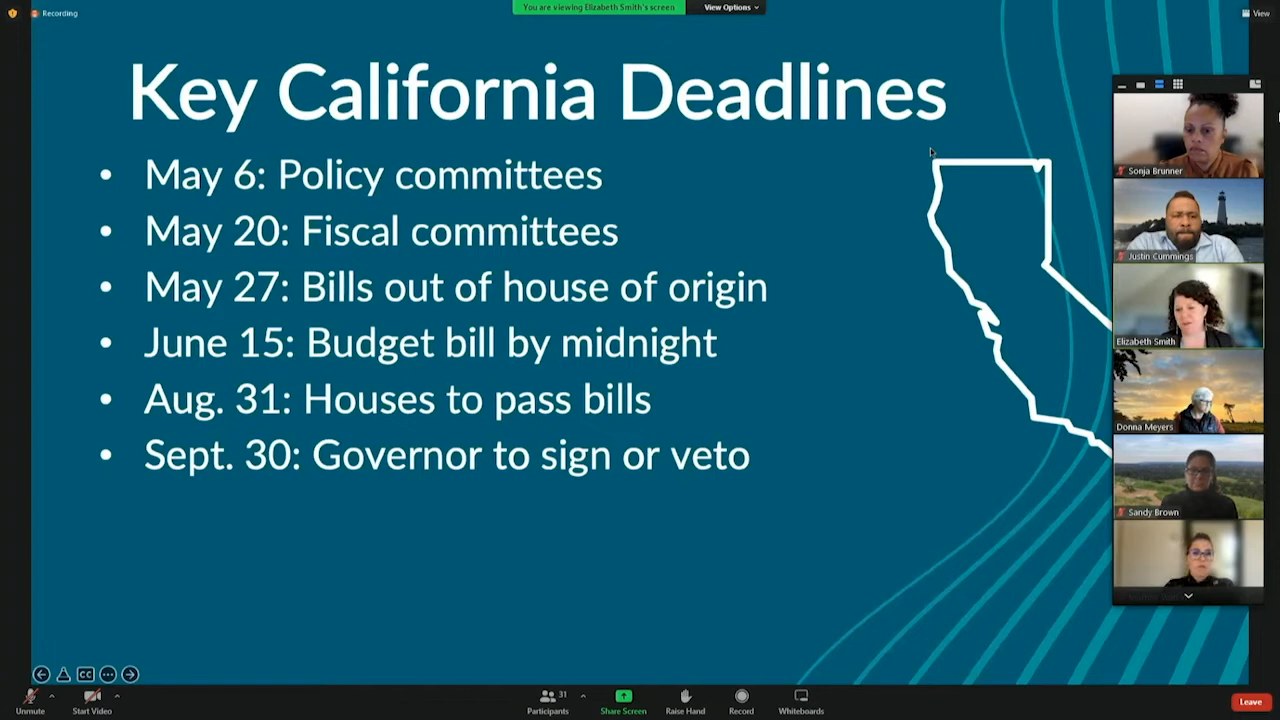 Recording
You are viewing Elizabeth Smith's screen
View Options
View
Key California Deadlines
• May 6: Policy committees
• May 20: Fiscal committees
• May 27: Bills out of house of origin
• June 15: Budget bill by midnight
• Aug. 31: Houses to pass bills
• Sept. 30: Governor to sign or veto
Sonja Brunner
Justin Cummings
Elizabeth Smith
Donna Meyers
Sandy Brown
CC
Unmute
Start Video
31
Participants
Share Screen
Raise Hand
Record
Whiteboards
Leave